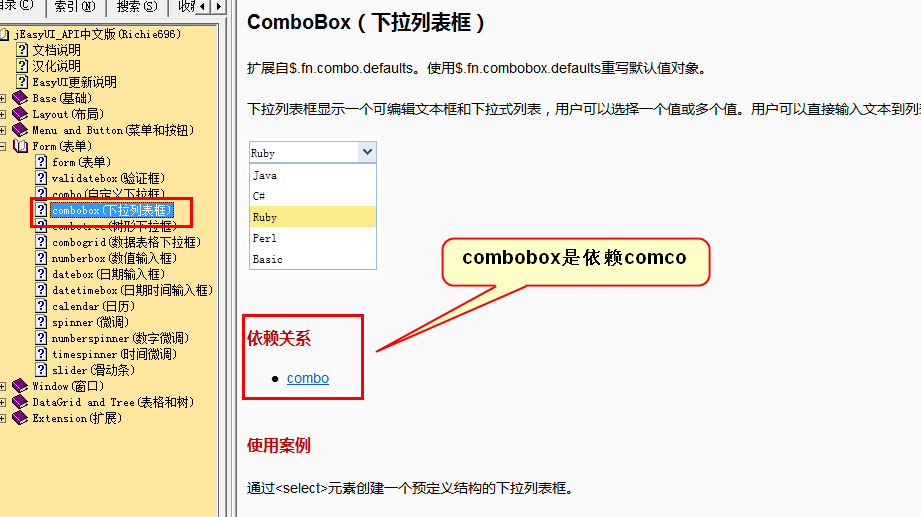 目录(C) 索引(N) 搜索(S) 收藏
jEasyUI_API中文版(Richie696)
文档说明
汉化说明
EasyUI更新说明
Base(基础)
Layout(布局)
Menu and Button(菜单和按钮)
Form(表单)
form(表单)
validatebox(验证框)
combo(自定义下拉框)
combobox(下拉列表框)
combotree(树形下拉框)
combogrid(数据表格下拉框)
numberbox(数值输入框)
datebox(日期输入框)
datetimebox(日期时间输入框)
calendar(日历)
spinner(微调)
numberspinner(数字微调)
timespinner(时间微调)
slider(滑动条)
Window(窗口)
DataGrid and Tree(表格和树)
Extension(扩展)
ComboBox（下拉列表框）
扩展自$.fn.combo.defaults。使用$.fn.combobox.defaults重写默认值对象。
下拉列表框显示一个可编辑文本框和下拉式列表，用户可以选择一个值或多个值。用户可以直接输入文本到列
Ruby
Java
C#
Ruby
Perl
Basic
combobox是依赖comco
依赖关系
combo
使用案例
通过<select>元素创建一个预定义结构的下拉列表框。